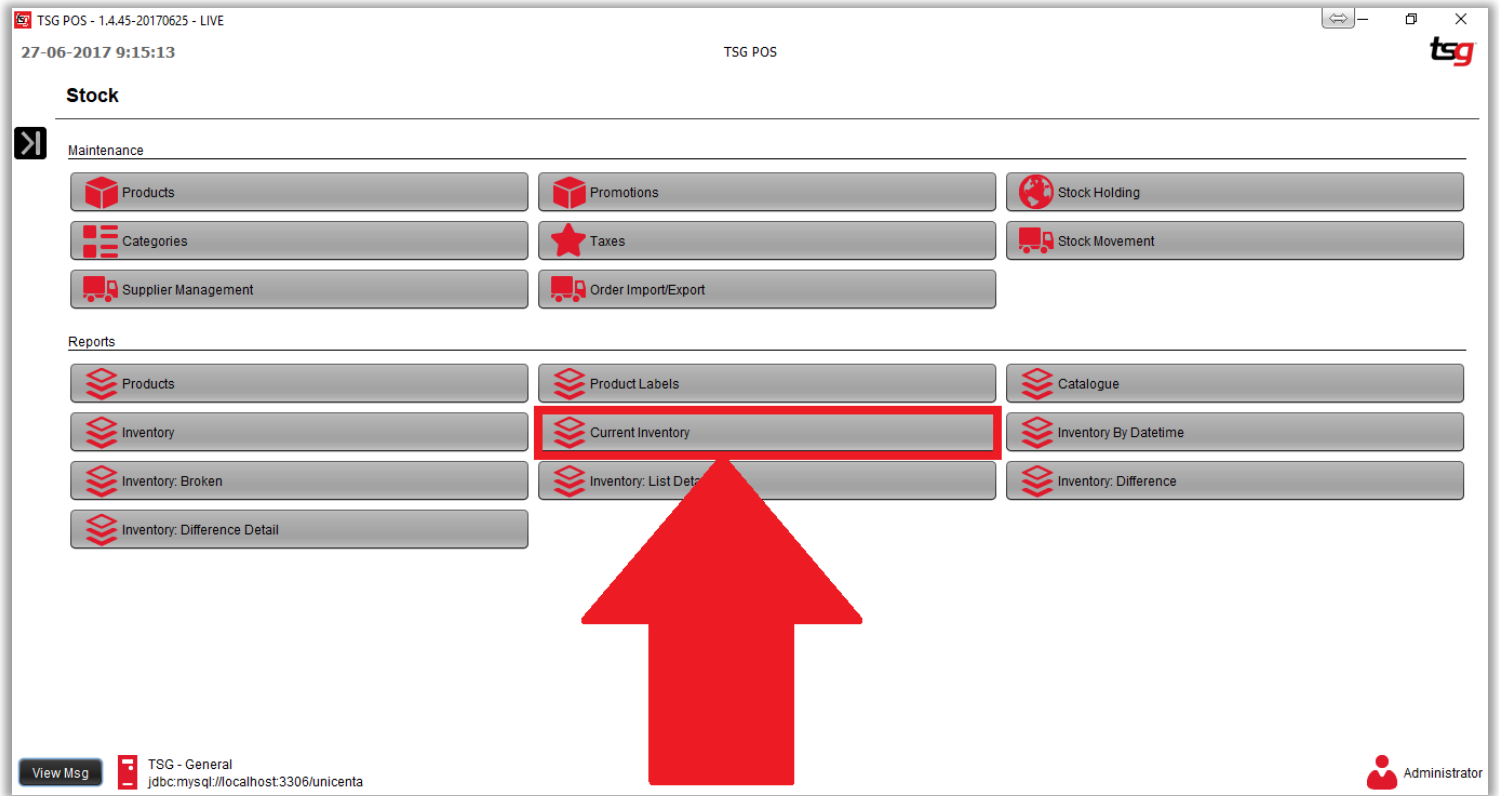 TSG POS - 1.4.45-20170625 - LIVE
27-06-2017 9:15:13
TSG POS
tsg
Stock
Maintenance
Products
Promotions
Stock Holding
Categories
Taxes
Stock Movement
Supplier Management
Order Import/Export
Reports
Products
Product Labels
Catalogue
Inventory
Current Inventory
Inventory By Datetime
Inventory: Broken
Inventory: List
Inventory: Difference
Inventory: Difference Detail
View Msg
TSG - General
jdbc:mysql://localhost:3306/unicenta
Administrator